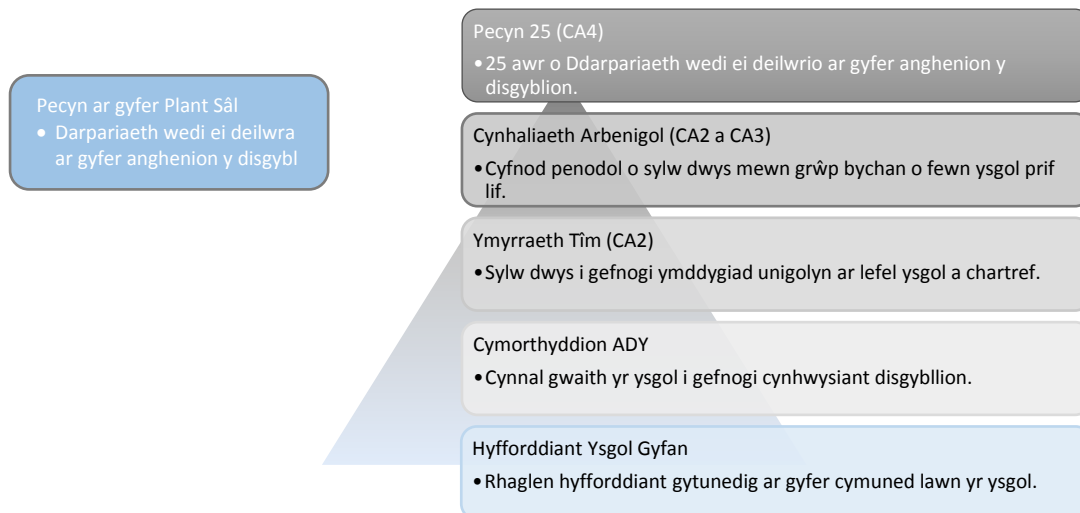 Pecyn ar gyfer Plant Sâl
• Darpariaeth wedi ei deilwra
ar gyfer anghenion y disgybl
Pecyn 25 (CA4)
•25 awr o Ddarpariaeth wedi ei deilwrio ar gyfer anghenion y
disgyblion.
Cynhaliaeth Arbenigol (CA2 a CA3)
•Cyfnod penodol o sylw dwys mewn grŵp bychan o fewn ysgol prif
lif.
Ymyrraeth Tîm (CA2)
•Sylw dwys i gefnogi ymddygiad unigolyn ar lefel ysgol a chartref.
Cymorthyddion ADY
•Cynnal gwaith yr ysgol i gefnogi cynhwysiant disgybllion.
Hyfforddiant Ysgol Gyfan
•Rhaglen hyfforddiant gytunedig ar gyfer cymuned lawn yr ysgol.